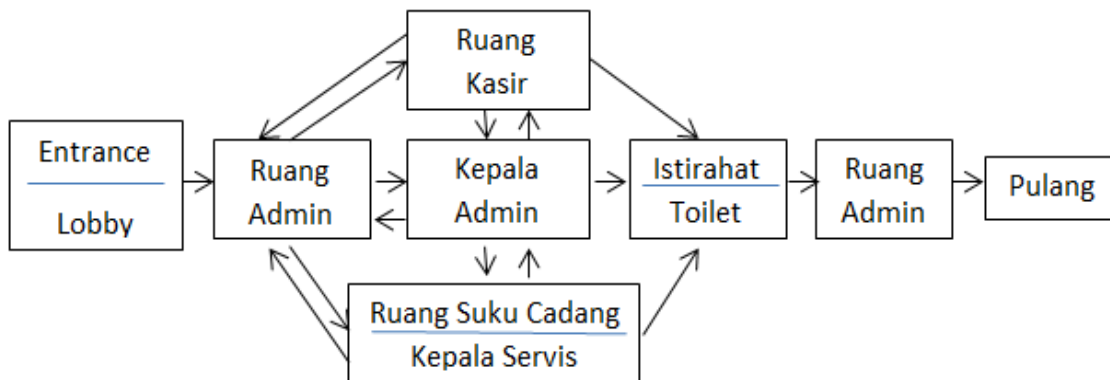 Ruang
Kasir
Entrance
Lobby
Ruang
Admin
Kepala
Admin
Istirahat
Toilet
Ruang
Admin
Pulang
Ruang Suku Cadang
Kepala Servis